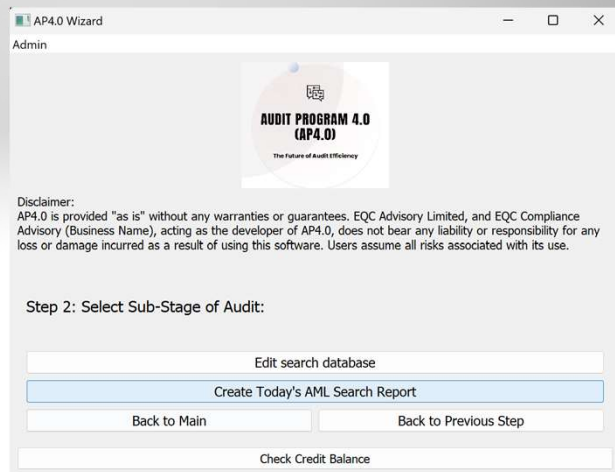 AP4.0 Wizard
Admin
AUDIT PROGRAM 4.0
(AP4.0)
The Future of Audit Efficiency
Disclaimer:
AP4.0 is provided "as is" without any warranties or guarantees. EQC Advisory Limited, and EQC Compliance
Advisory (Business Name), acting as the developer of AP4.0, does not bear any liability or responsibility for any
loss or damage incurred as a result of using this software. Users assume all risks associated with its use.
Step 2: Select Sub-Stage of Audit:
Edit search database
Create Today's AML Search Report
Back to Main
Back to Previous Step
Check Credit Balance